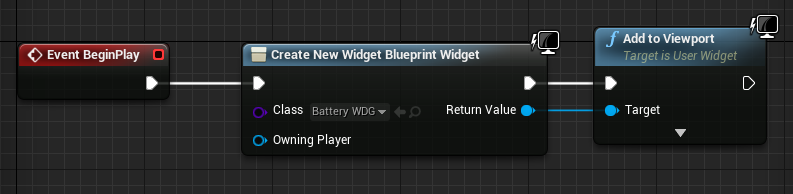 Event BeginPlay
Create New Widget Blueprint Widget
Class Battery WDG
Return Value
Owning Player
Add to Viewport
Target is User Widget
Target